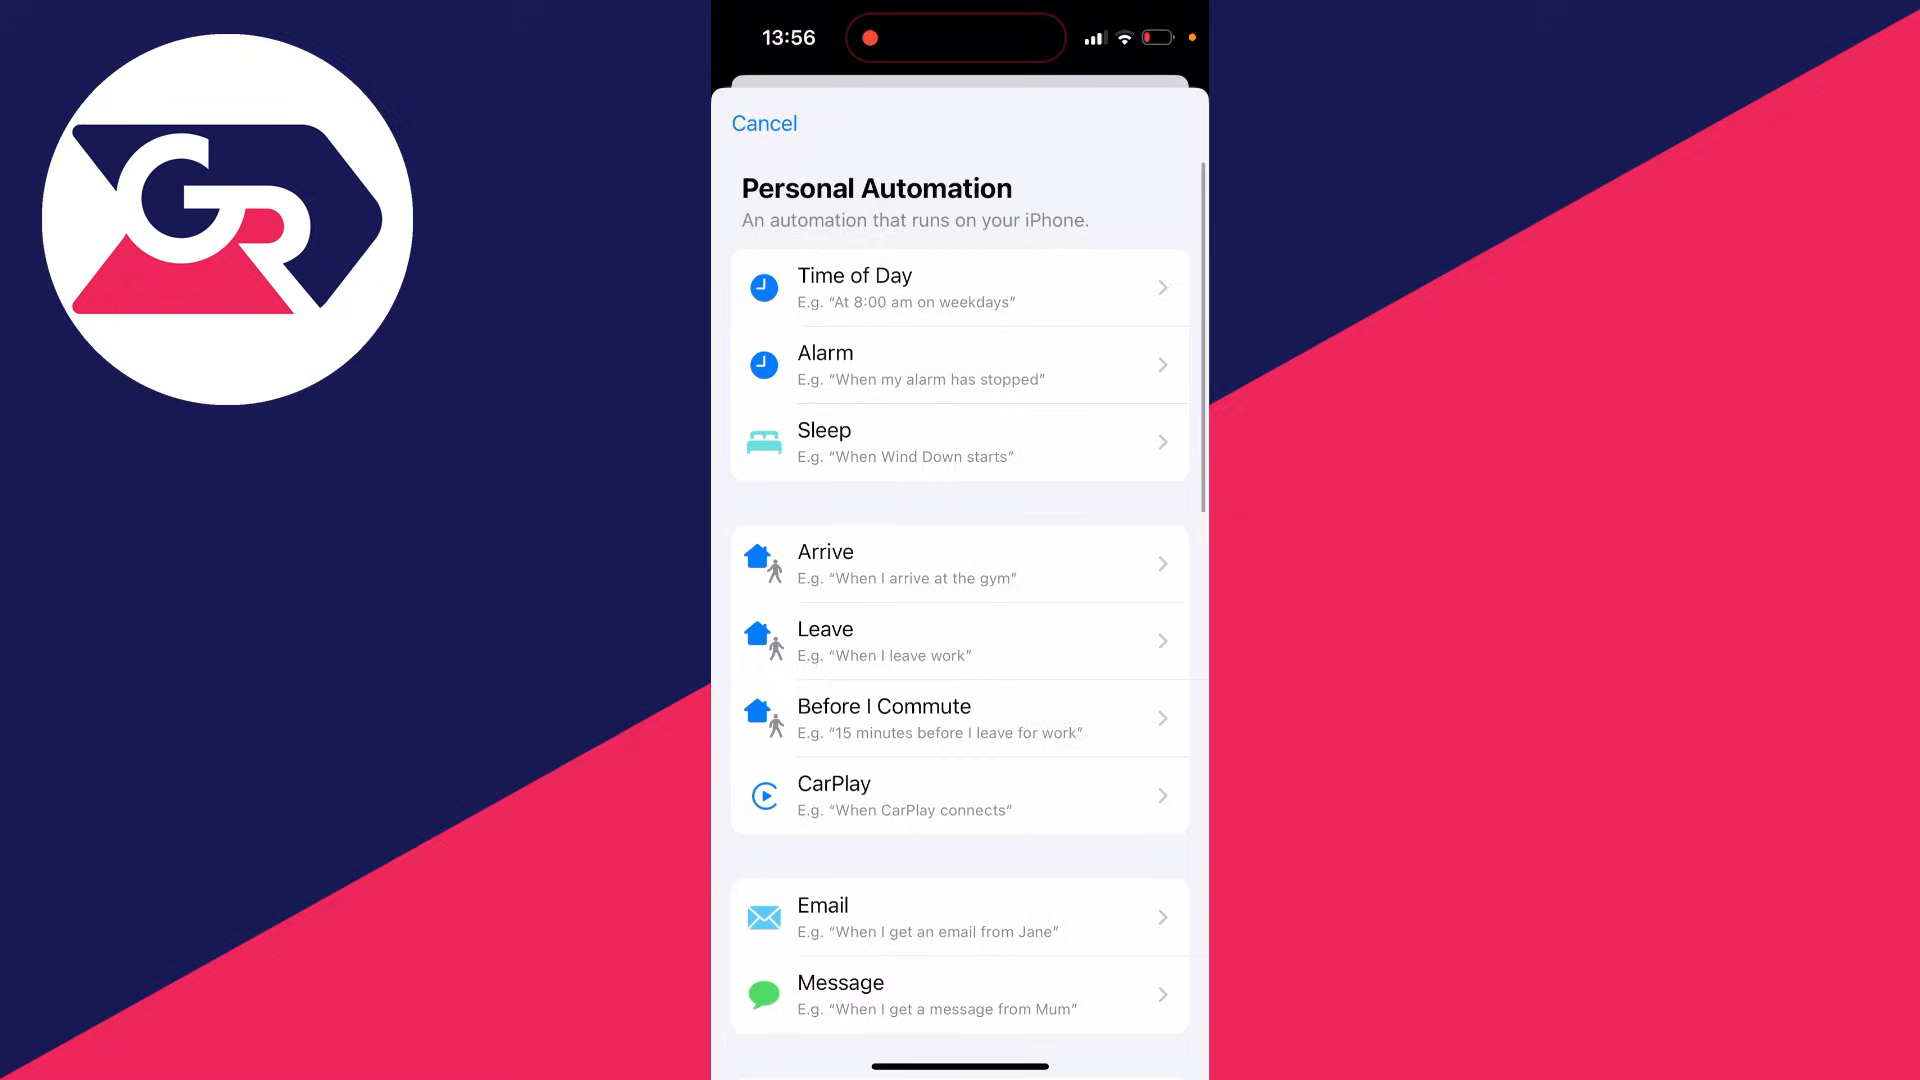 GR
13:56
Cancel
Personal Automation
An automation that runs on your iPhone.
Time of Day
E.g. “At 8:00 am on weekdays”
Alarm
E.g. “When my alarm has stopped”
Sleep
E.g. “When Wind Down starts”
Arrive
E.g. “When I arrive at the gym”
Leave
E.g. “When I leave work”
Before I Commute
E.g. “15 minutes before I leave for work”
CarPlay
E.g. “When CarPlay connects”
Email
E.g. “When I get an email from Jane”
Message
E.g. “When I get a message from Mum”